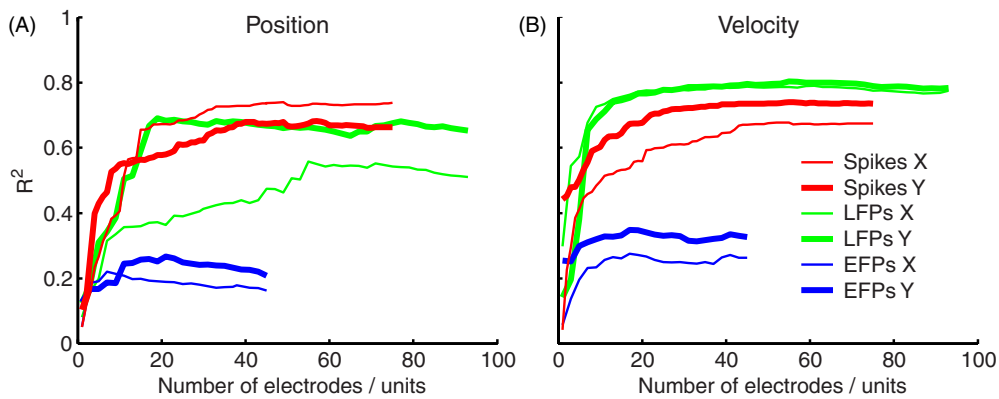 (A)
Position
1
0.8
0.6
0.4
0.2
0
R²
0 20 40 60 80 100
Number of electrodes / units
(B)
Velocity
0 20 40 60 80 100
Number of electrodes / units
Spikes X
Spikes Y
LFPs X
LFPs Y
EFPs X
EFPs Y